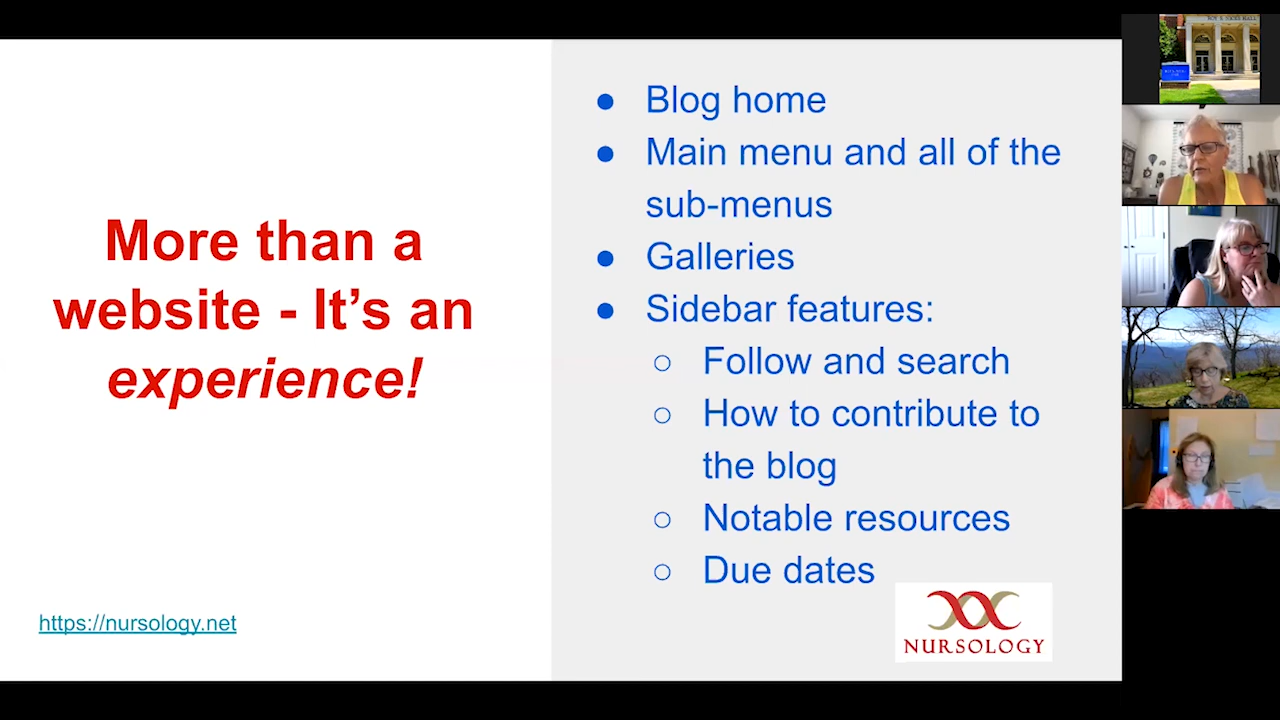 More than a
website - It's an
experience!
https://nursology.net
● Blog home
● Main menu and all of the
sub-menus
● Galleries
● Sidebar features:
○ Follow and search
○ How to contribute to
the blog
○ Notable resources
○ Due dates
NURSOLOGY